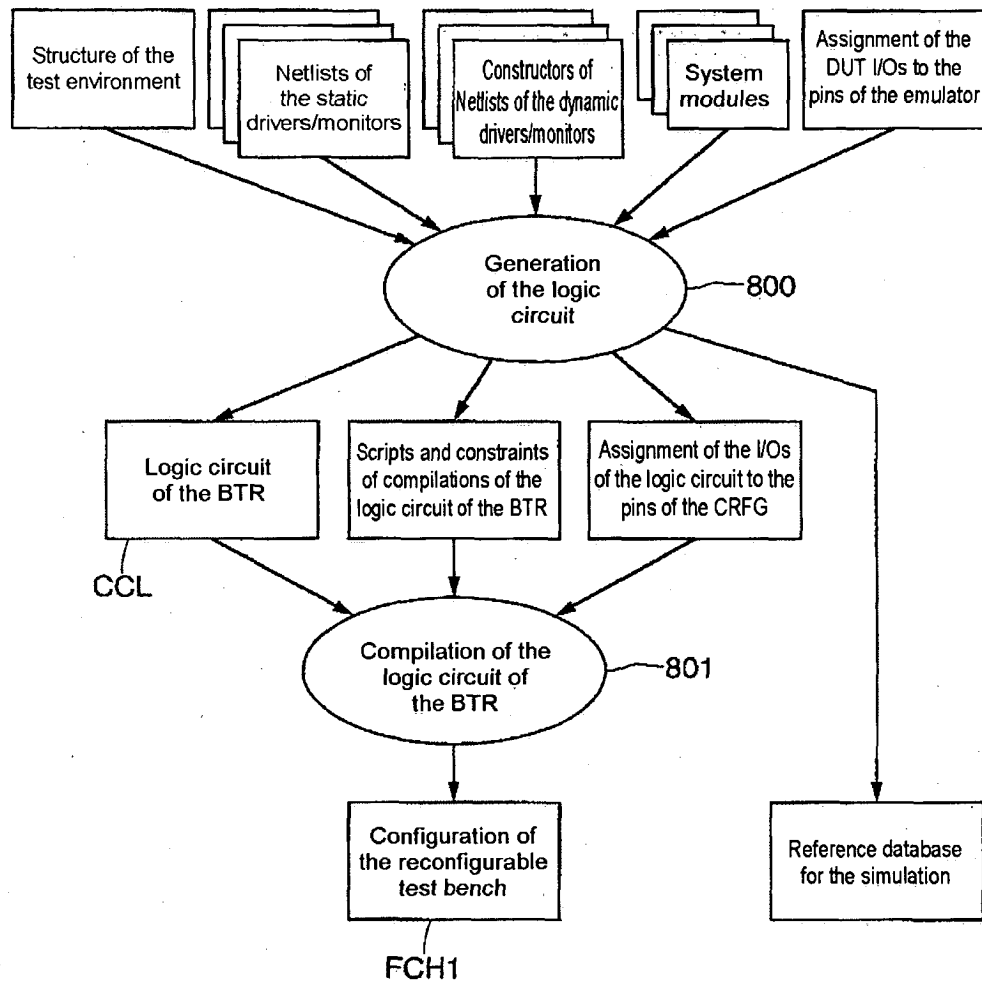 Structure of the
test environment
Netlists of
the static
drivers/monitors
Constructors of
Netlists of the dynamic
drivers/monitors
System
modules
Assignment of the
DUT I/Os to the
pins of the emulator
Generation
of the logic
circuit
800
Logic circuit
of the BTR
CCL
Scripts and constraints
of compilations of the
logic circuit of the BTR
Assignment of the I/Os
of the logic circuit to the
pins of the CRFG
Compilation of the
logic circuit of
the BTR
801
Configuration of
the reconfigurable
test bench
FCH1
Reference database
for the simulation